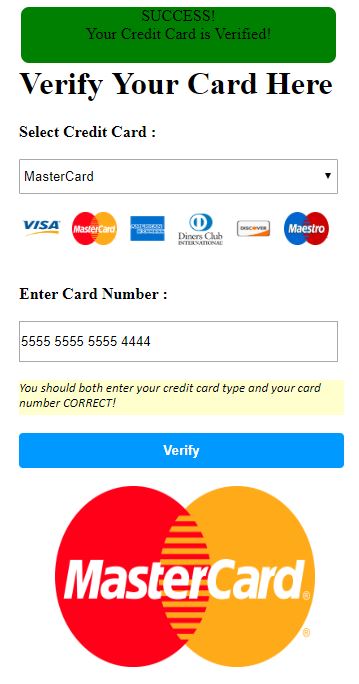 SUCCESS!
Your Credit Card is Verified!
Verify Your Card Here
Select Credit Card :
MasterCard
VISA MasterCard AMERICAN EXPRESS Diners Club INTERNATIONAL DISCOVER Maestro
Enter Card Number :
5555 5555 5555 4444
You should both enter your credit card type and your card
number CORRECT!
Verify
MasterCard®
®